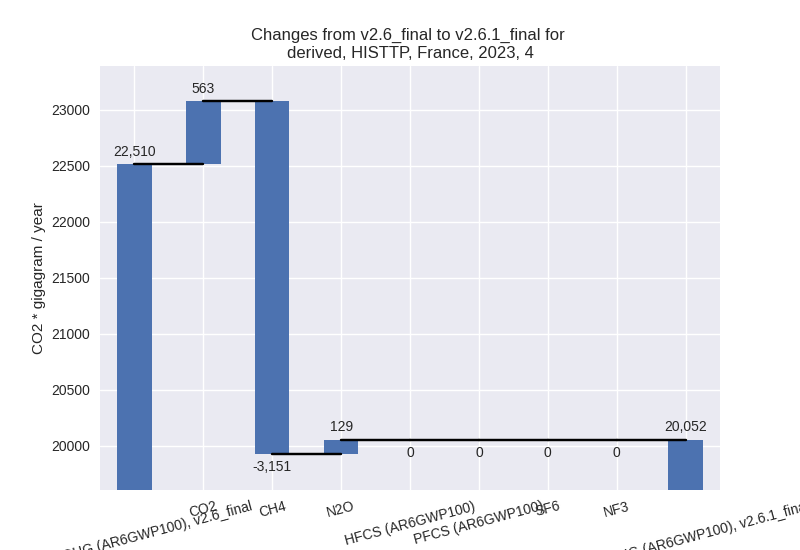 Changes from v2.6_final to v2.6.1_final for
derived, HISTTP, France, 2023, 4
CO2 * gigagram / year
23000
22500
22000
21500
21000
20500
20000
22,510
563
-3,151
129
0
0
0
0
20,052
(AR6GWP100), v2.6_final
CO2
CH4
N2O
HFCS (AR6GWP100)
PFCS (AR6GWP100)
SF6
NF3
(AR6GWP100), v2.6.1_final